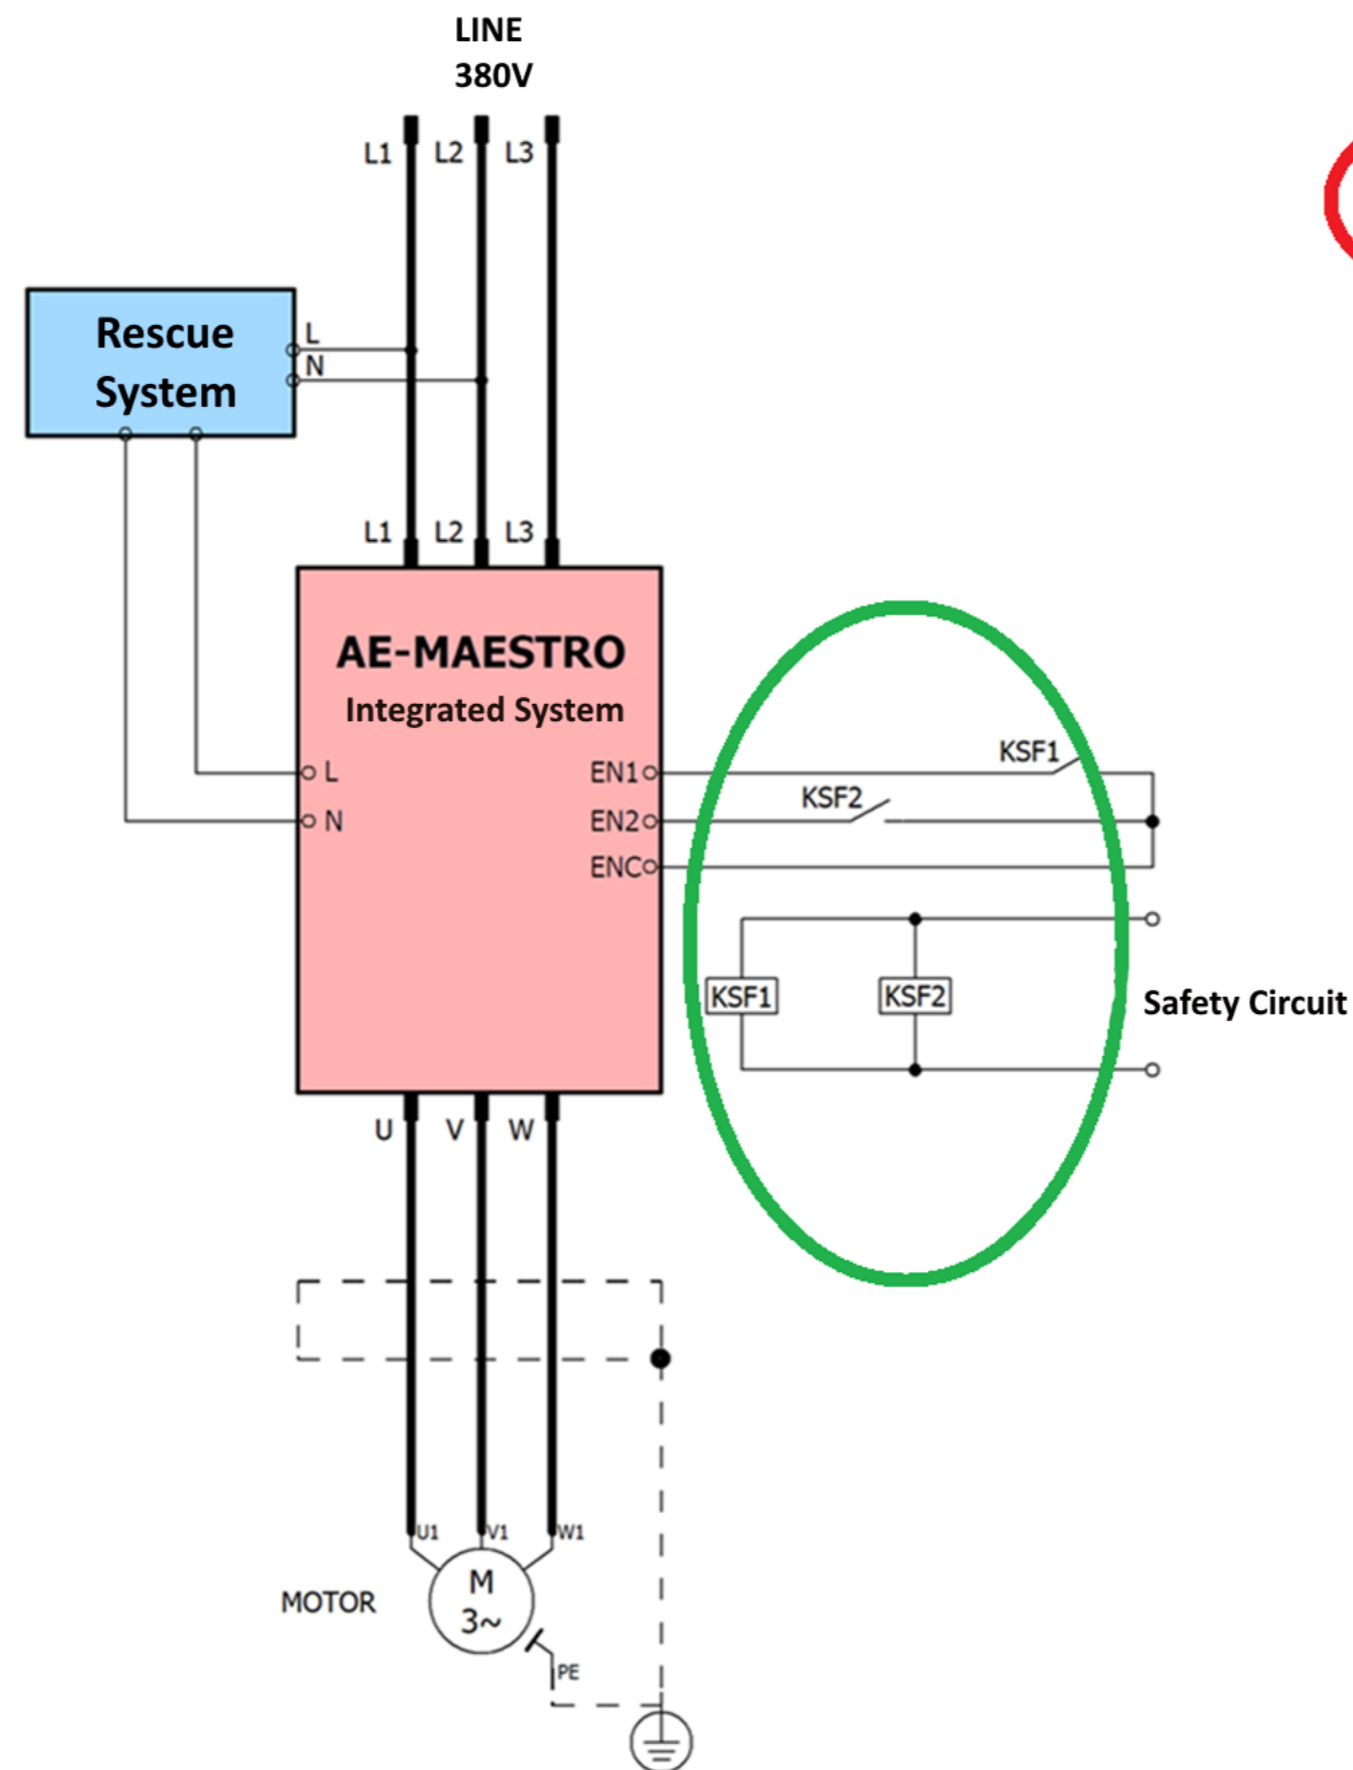 LINE
380V
L1 L2 L3
Rescue
System
L
N
L1 L2 L3
AE-MAESTRO
Integrated System
L
N
EN1
EN2
ENC
KSF1
KSF2
KSF1
KSF2
Safety Circuit
U V W
U1 V1 W1
MOTOR
M
3~
PE